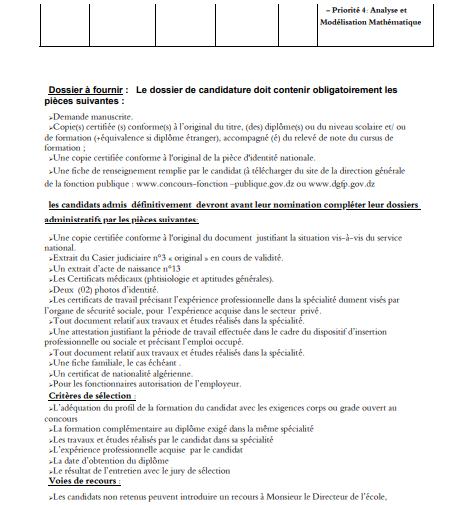 – Priorité 4: Analyse et
Modélisation Mathématique
Dossier à fournir : Le dossier de candidature doit contenir obligatoirement les
pièces suivantes :
➢Demande manuscrite.
➢Copie(s) certifiée (s) conforme(s) à l'original du titre, (des) diplôme(s) ou du niveau scolaire et/ ou
de formation (+équivalence si diplôme étranger), accompagné (é) du relevé de note du cursus de
formation ;
➢Une copie certifiée conforme à l'original de la pièce d'identité nationale.
➢Une fiche de renseignement remplie par le candidat (à télécharger du site de la direction générale
de la fonction publique : www.concours-fonction –publique.gov.dz ou www.dgfp.gov.dz
les candidats admis définitivement devront avant leur nomination compléter leur dossiers
administratifs par les pièces suivantes:
➢Une copie certifiée conforme à l'original du document justifiant la situation vis-à-vis du service
national.
➢Extrait du Casier judiciaire n°3 « original » en cours de validité.
➢Un extrait d'acte de naissance n°13
➢Les Certificats médicaux (phtisiologie et aptitudes générales).
➢Deux (02) photos d'identité.
➢Les certificats de travail précisant l'expérience professionnelle dans la spécialité dument visés par
l'organe de sécurité sociale, pour l'expérience acquise dans le secteur privé.
➢Tout document relatif aux travaux et études réalisés dans la spécialité.
➢Une attestation justifiant la période de travail effectuée dans le cadre du dispositif d'insertion
professionnelle ou sociale et précisant l'emploi occupé.
➢Tout document relatif aux travaux et études réalisés dans la spécialité.
➢Une fiche familiale, le cas échéant .
➢Un certificat de nationalité algérienne.
➢Pour les fonctionnaires autorisation de l'employeur.
Critères de sélection :
➢L'adéquation du profil de la formation du candidat avec les exigences corps ou grade ouvert au
concours
➢La formation complémentaire au diplôme exigé dans la même spécialité
➢Les travaux et études réalisés par le candidat dans sa spécialité
➢L'expérience professionnelle acquise par le candidat
➢La date d'obtention du diplôme
➢Le résultat de l'entretien avec le jury de sélection
Voies de recours :
➢Les candidats non retenus peuvent introduire un recours à Monsieur le Directeur de l'école,